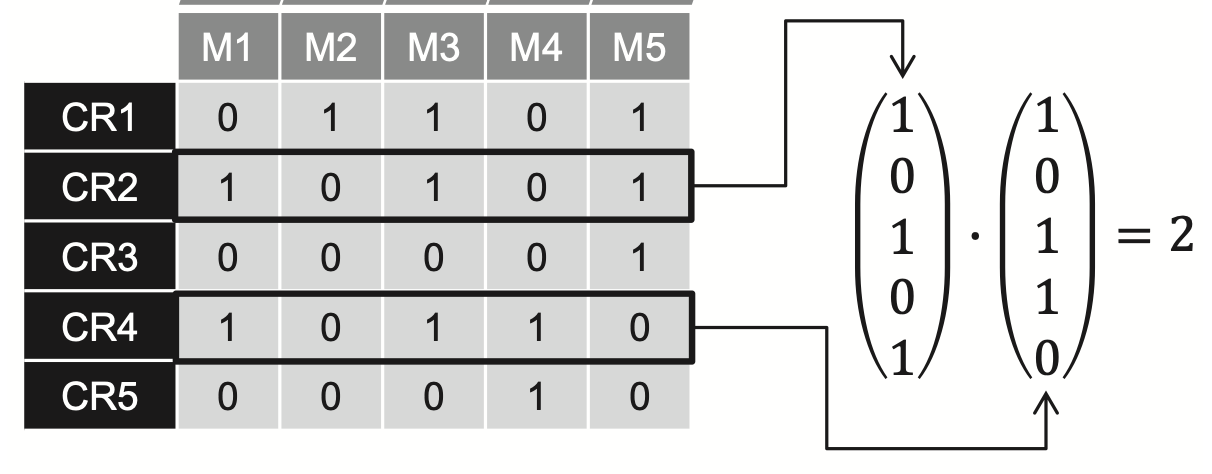 M1 M2 M3 M4 M5
CR1 0 1 1 0 1
CR2 1 0 1 0 1
CR3 0 0 0 0 1
CR4 1 0 1 1 0
CR5 0 0 0 1 0
(1 0 1 0 1) · (1 0 1 1 0) = 2